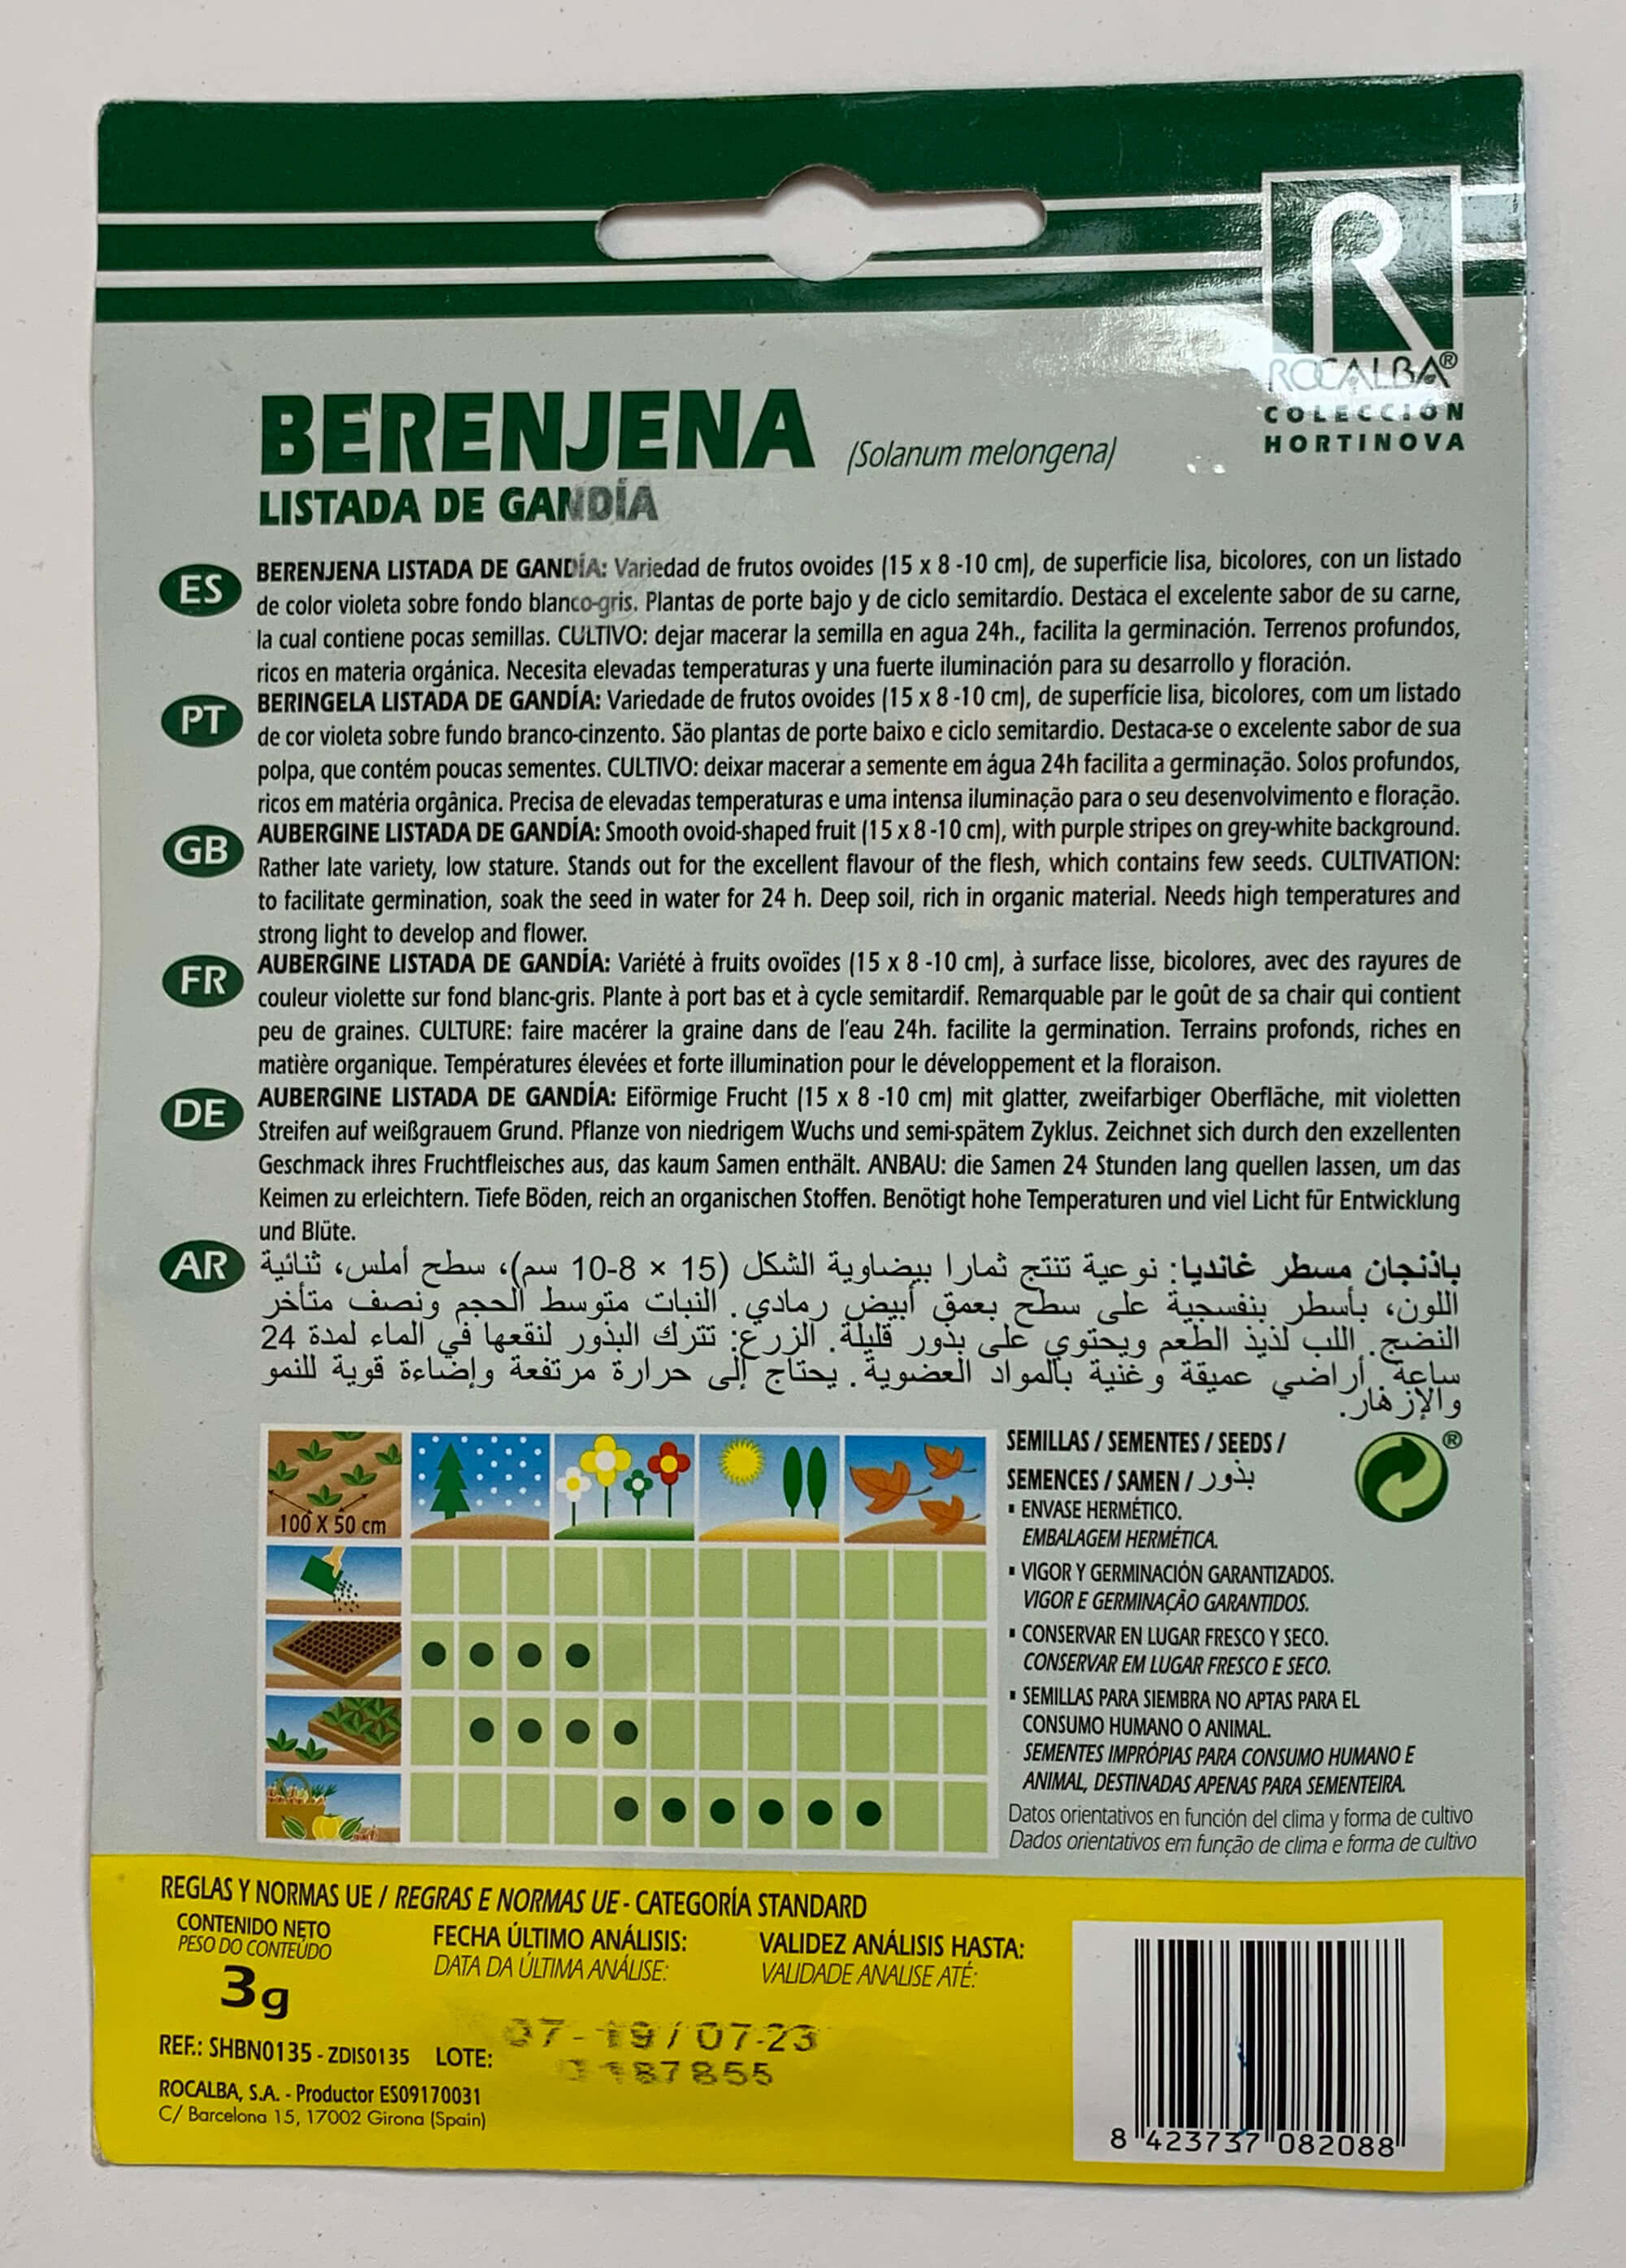 R
ROCALBA®
COLECCIÓN
HORTINOVA
BERENJENA (Solanum melongena)
LISTADA DE GANDÍA
ES
BERENJENA LISTADA DE GANDÍA: Variedad de frutos ovoides (15 x 8 -10 cm), de superficie lisa, bicolores, con un listado
de color violeta sobre fondo blanco-gris. Plantas de porte bajo y de ciclo semitardío. Destaca el excelente sabor de su carne,
la cual contiene pocas semillas. CULTIVO: dejar macerar la semilla en agua 24h., facilita la germinación. Terrenos profundos,
ricos en materia orgánica. Necesita elevadas temperaturas y una fuerte iluminación para su desarrollo y floración.
PT
BERINGELA LISTADA DE GANDÍA: Variedade de frutos ovoides (15 x 8 -10 cm), de superfície lisa, bicolores, com um listado
de cor violeta sobre fundo branco-cinzento. São plantas de porte baixo e ciclo semitardio. Destaca-se o excelente sabor de sua
polpa, que contém poucas sementes. CULTIVO: deixar macerar a semente em água 24h facilita a germinação. Solos profundos,
ricos em matéria orgânica. Precisa de elevadas temperaturas e uma intensa iluminação para o seu desenvolvimento e floração.
GB
AUBERGINE LISTADA DE GANDÍA: Smooth ovoid-shaped fruit (15 x 8 -10 cm), with purple stripes on grey-white background.
Rather late variety, low stature. Stands out for the excellent flavour of the flesh, which contains few seeds. CULTIVATION:
to facilitate germination, soak the seed in water for 24 h. Deep soil, rich in organic material. Needs high temperatures and
strong light to develop and flower.
FR
AUBERGINE LISTADA DE GANDÍA: Variété à fruits ovoïdes (15 x 8 -10 cm), à surface lisse, bicolores, avec des rayures de
couleur violette sur fond blanc-gris. Plante à port bas et à cycle semitardif. Remarquable par le goût de sa chair qui contient
peu de graines. CULTURE: faire macérer la graine dans de l'eau 24h. facilite la germination. Terrains profonds, riches en
matière organique. Températures élevées et forte illumination pour le développement et la floraison.
DE
AUBERGINE LISTADA DE GANDÍA: Eiförmige Frucht (15 x 8 -10 cm) mit glatter, zweifarbiger Oberfläche, mit violetten
Streifen auf weißgrauem Grund. Pflanze von niedrigem Wuchs und semi-spätem Zyklus. Zeichnet sich durch den exzellenten
Geschmack ihres Fruchtfleisches aus, das kaum Samen enthält. ANBAU: die Samen 24 Stunden lang quellen lassen, um das
Keimen zu erleichtern. Tiefe Böden, reich an organischen Stoffen. Benötigt hohe Temperaturen und viel Licht für Entwicklung
und Blüte.
AR
باذنجان مسطر غانديا: نوعية تنتج ثمارا بيضاوية الشكل (15 × 8-10 سم)، سطح أملس، ثنائية
اللون، بأسطر بنفسجية على سطح بعمق أبيض رمادي. النبات متوسط الحجم ونصف متأخر
النضج. اللب لذيذ الطعم ويحتوي على بذور قليلة. الزرع: تترك البذور لنقعها في الماء لمدة 24
ساعة. أراضي عميقة وغنية بالمواد العضوية. يحتاج إلى حرارة مرتفعة وإضاءة قوية للنمو
والإزهار.
100 X 50 cm
SEMILLAS / SEMENTES / SEEDS /
SEMENCES / SAMEN / بذور
®
▪ ENVASE HERMÉTICO.
EMBALAGEM HERMÉTICA.
▪ VIGOR Y GERMINACIÓN GARANTIZADOS.
VIGOR E GERMINAÇÃO GARANTIDOS.
▪ CONSERVAR EN LUGAR FRESCO Y SECO.
CONSERVAR EM LUGAR FRESCO E SECO.
▪ SEMILLAS PARA SIEMBRA NO APTAS PARA EL
CONSUMO HUMANO O ANIMAL.
SEMENTES IMPRÓPIAS PARA CONSUMO HUMANO E
ANIMAL, DESTINADAS APENAS PARA SEMENTEIRA.
Datos orientativos en función del clima y forma de cultivo
Dados orientativos em função de clima e forma de cultivo
REGLAS Y NORMAS UE / REGRAS E NORMAS UE - CATEGORÍA STANDARD
CONTENIDO NETO
PESO DO CONTEÚDO
3g
FECHA ÚLTIMO ANÁLISIS:
DATA DA ÚLTIMA ANÁLISE:
VALIDEZ ANÁLISIS HASTA:
VALIDADE ANALISE ATÉ:
07-19/07-23
REF.: SHBN0135 - ZDIS0135 LOTE:
ROCALBA, S.A. - Productor ES09170031
C/ Barcelona 15, 17002 Girona (Spain)
8 423737 082088